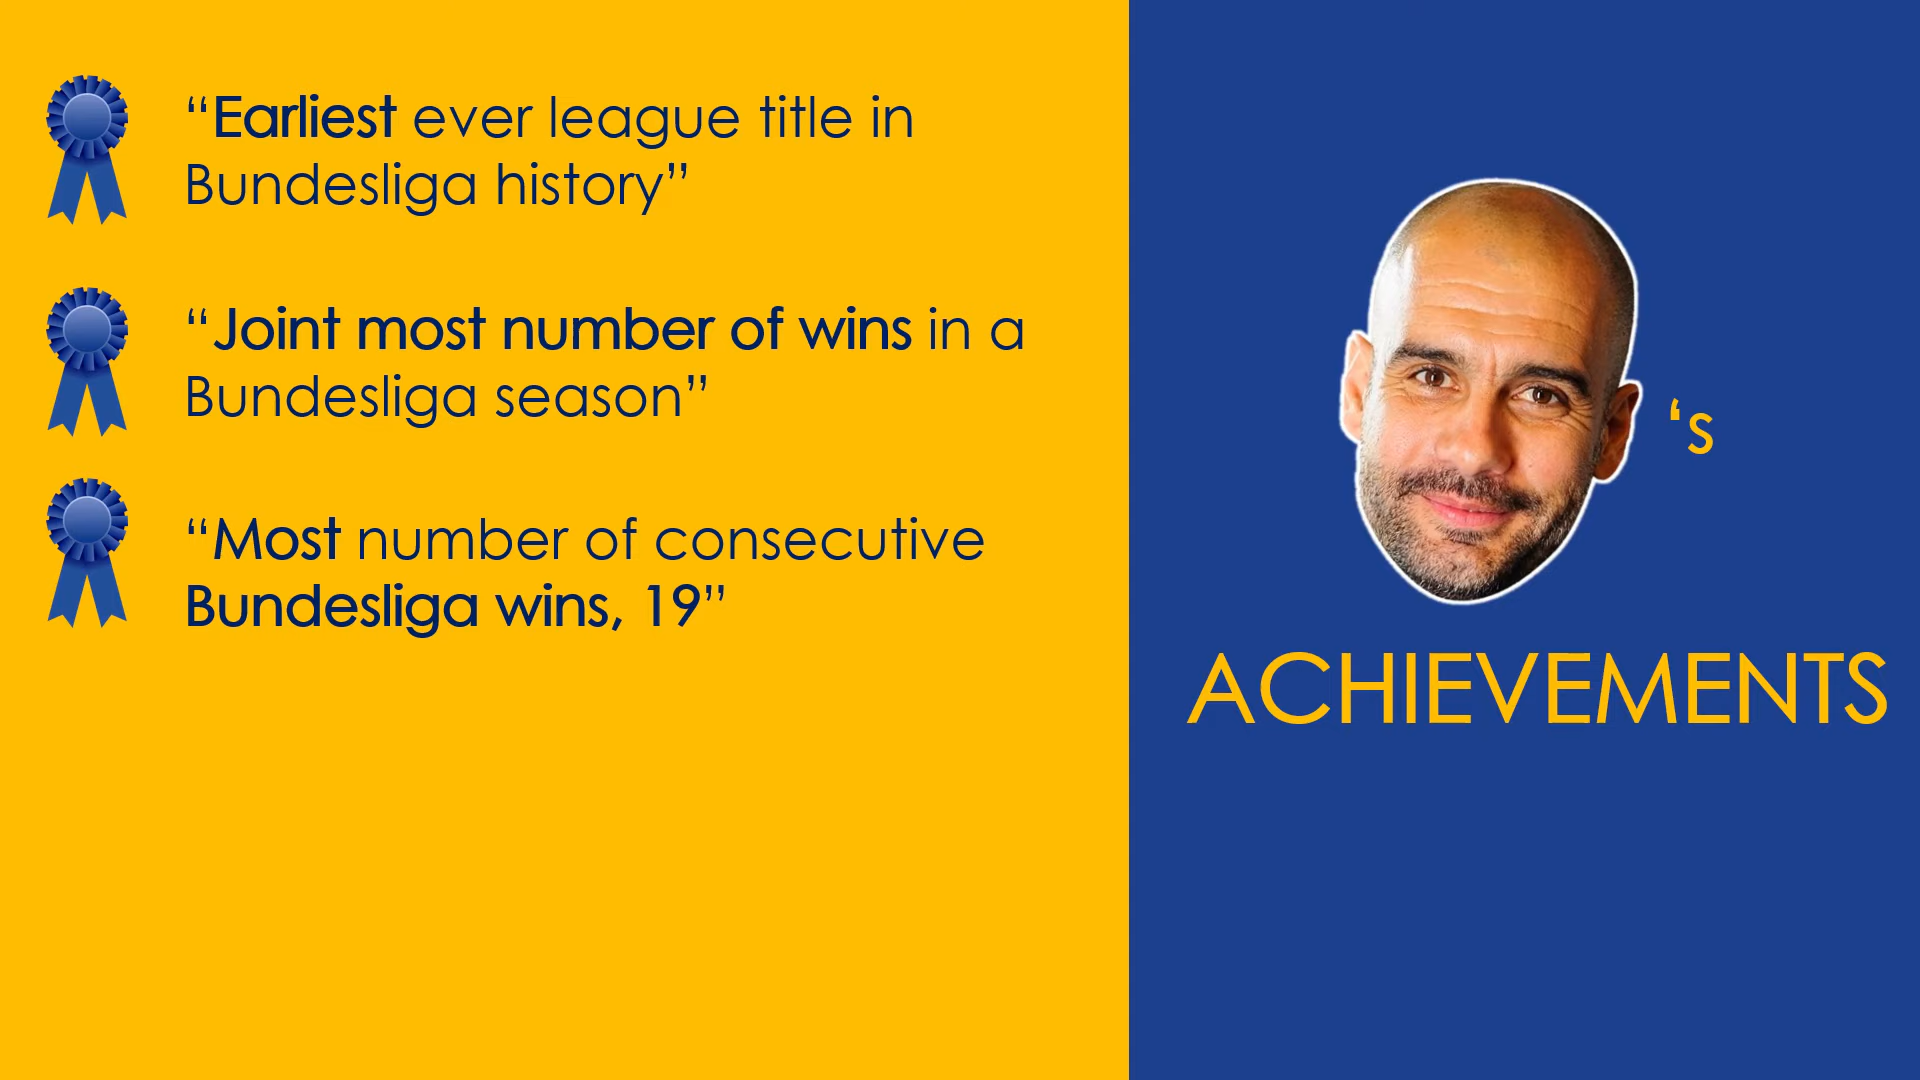 “Earliest ever league title in
Bundesliga history”
“Joint most number of wins in a
Bundesliga season”
“Most number of consecutive
Bundesliga wins, 19”
‘s
ACHIEVEMENTS